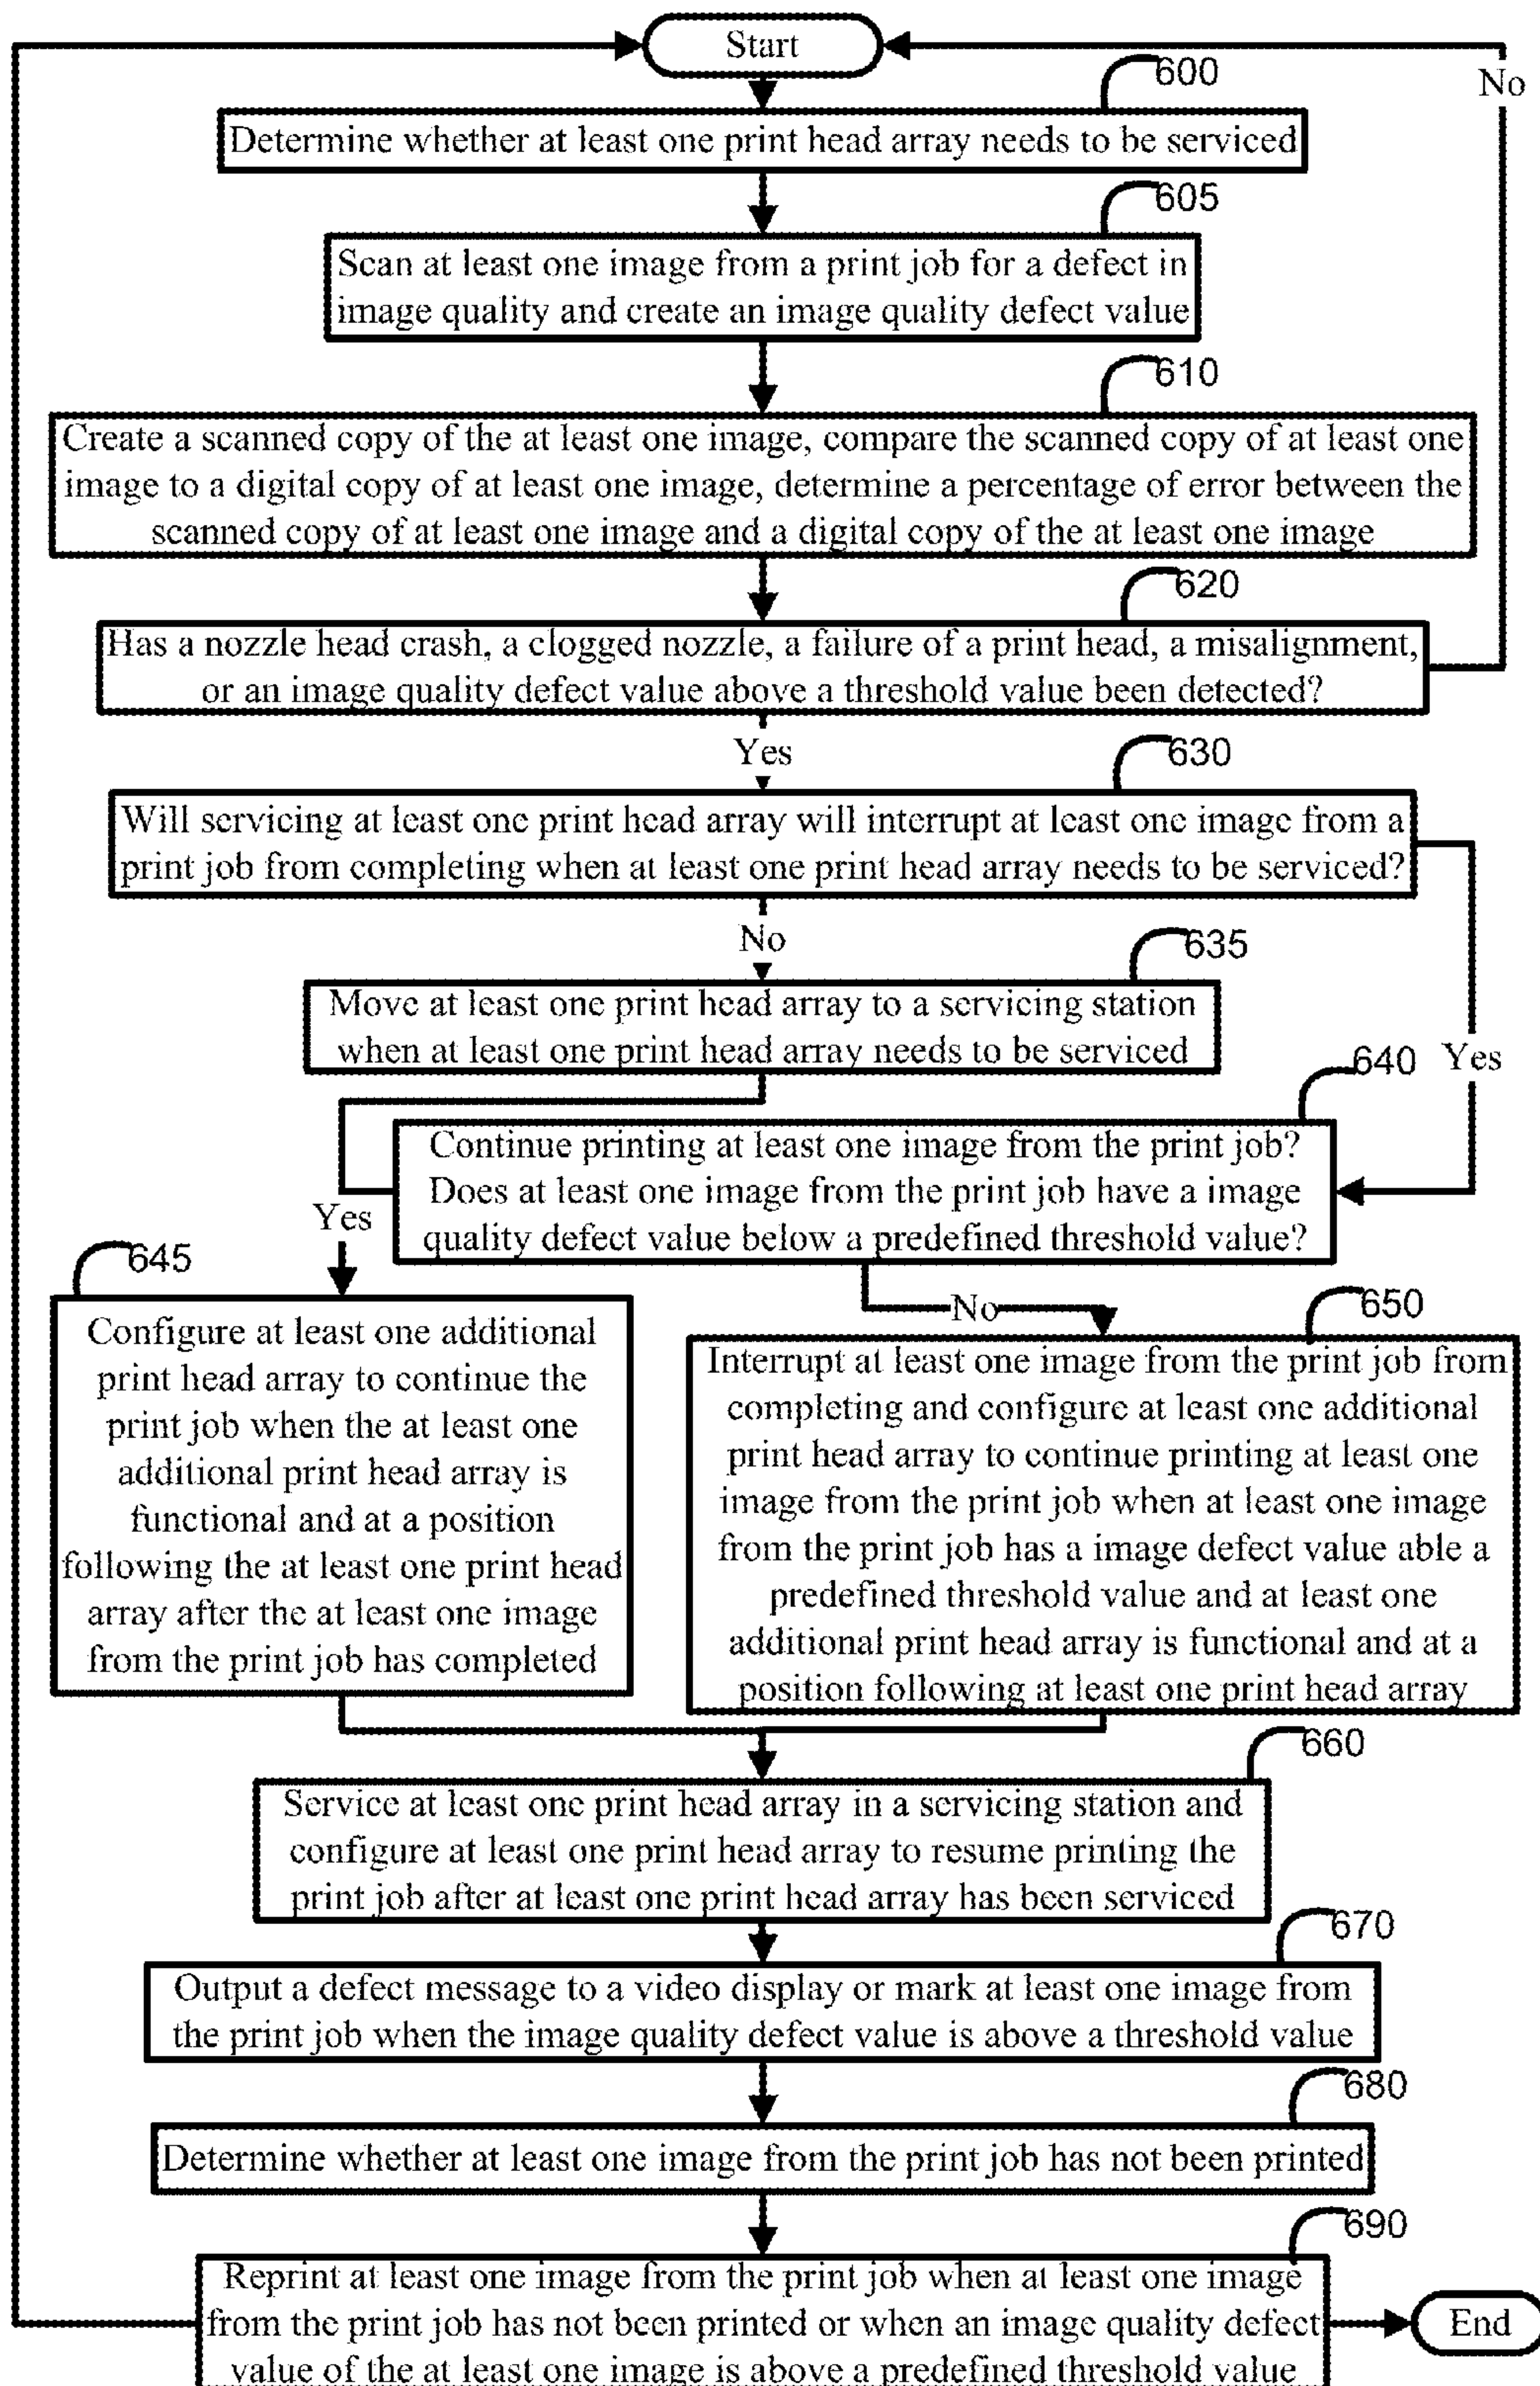 Start
No
600
Determine whether at least one print head array needs to be serviced
605
Scan at least one image from a print job for a defect in
image quality and create an image quality defect value
610
Create a scanned copy of the at least one image, compare the scanned copy of at least one
image to a digital copy of at least one image, determine a percentage of error between the
scanned copy of at least one image and a digital copy of the at least one image
620
Has a nozzle head crash, a clogged nozzle, a failure of a print head, a misalignment,
or an image quality defect value above a threshold value been detected?
Yes
630
Will servicing at least one print head array will interrupt at least one image from a
print job from completing when at least one print head array needs to be serviced?
No
635
Move at least one print head array to a servicing station
when at least one print head array needs to be serviced
640
Yes
Continue printing at least one image from the print job?
Does at least one image from the print job have a image
quality defect value below a predefined threshold value?
Yes
645
Configure at least one additional
print head array to continue the
print job when the at least one
additional print head array is
functional and at a position
following the at least one print head
array after the at least one image
from the print job has completed
No
650
Interrupt at least one image from the print job from
completing and configure at least one additional
print head array to continue printing at least one
image from the print job when at least one image
from the print job has a image defect value able a
predefined threshold value and at least one
additional print head array is functional and at a
position following at least one print head array
660
Service at least one print head array in a servicing station and
configure at least one print head array to resume printing the
print job after at least one print head array has been serviced
670
Output a defect message to a video display or mark at least one image from
the print job when the image quality defect value is above a threshold value
680
Determine whether at least one image from the print job has not been printed
690
Reprint at least one image from the print job when at least one image
from the print job has not been printed or when an image quality defect
value of the at least one image is above a predefined threshold value
End